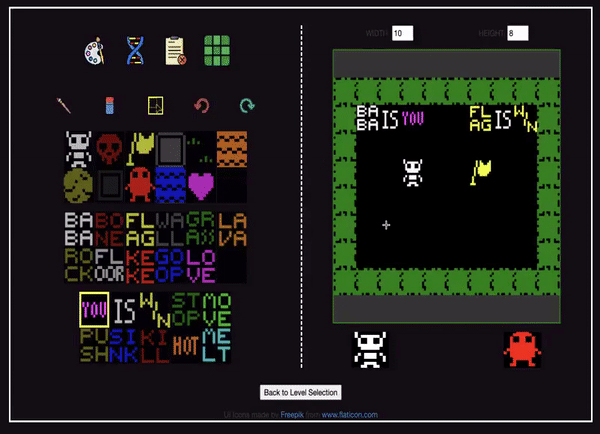 WIDTH: 10 HEIGHT: 8
BABA IS YOU FLAG IS WIN
BABA BONE FLAG WALL GRASS LAVA
ROCK FLOOR KEKE GOOP LOVE
YOU IS WIN STOP MOVE
PUSH SINK KILL HOT MELT
Back to Level Selection
UI Icons made by Freepik from www.flaticon.com